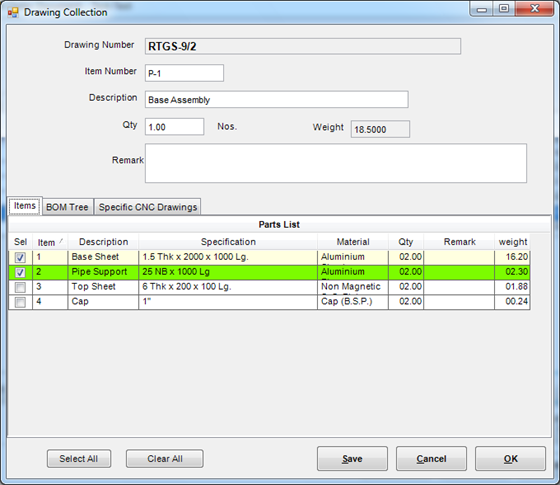 Drawing Collection
Drawing Number RTGS-9/2
Item Number P-1
Description Base Assembly
Qty 1.00 Nos. Weight 18.5000
Remark
Items BOM Tree Specific CNC Drawings
Parts List
Sel Item Description Specification Material Qty Remark weight
1 Base Sheet 1.5 Thk x 2000 x 1000 Lg. Aluminium 02.00 16.20
2 Pipe Support 25 NB x 1000 Lg Aluminium 02.00 02.30
3 Top Sheet 6 Thk x 200 x 100 Lg. Non Magnetic 02.00 01.88
4 Cap 1" Cap (B.S.P.) 02.00 00.24
Select All Clear All Save Cancel OK